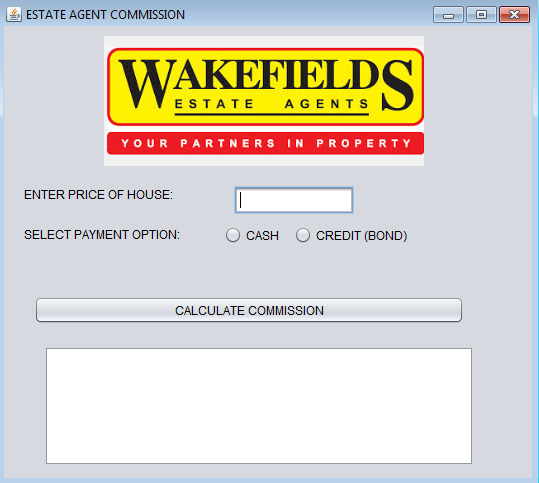 ESTATE AGENT COMMISSION
WAKEFIELDS
ESTATE AGENTS
YOUR PARTNERS IN PROPERTY
ENTER PRICE OF HOUSE:
SELECT PAYMENT OPTION: CASH CREDIT (BOND)
CALCULATE COMMISSION